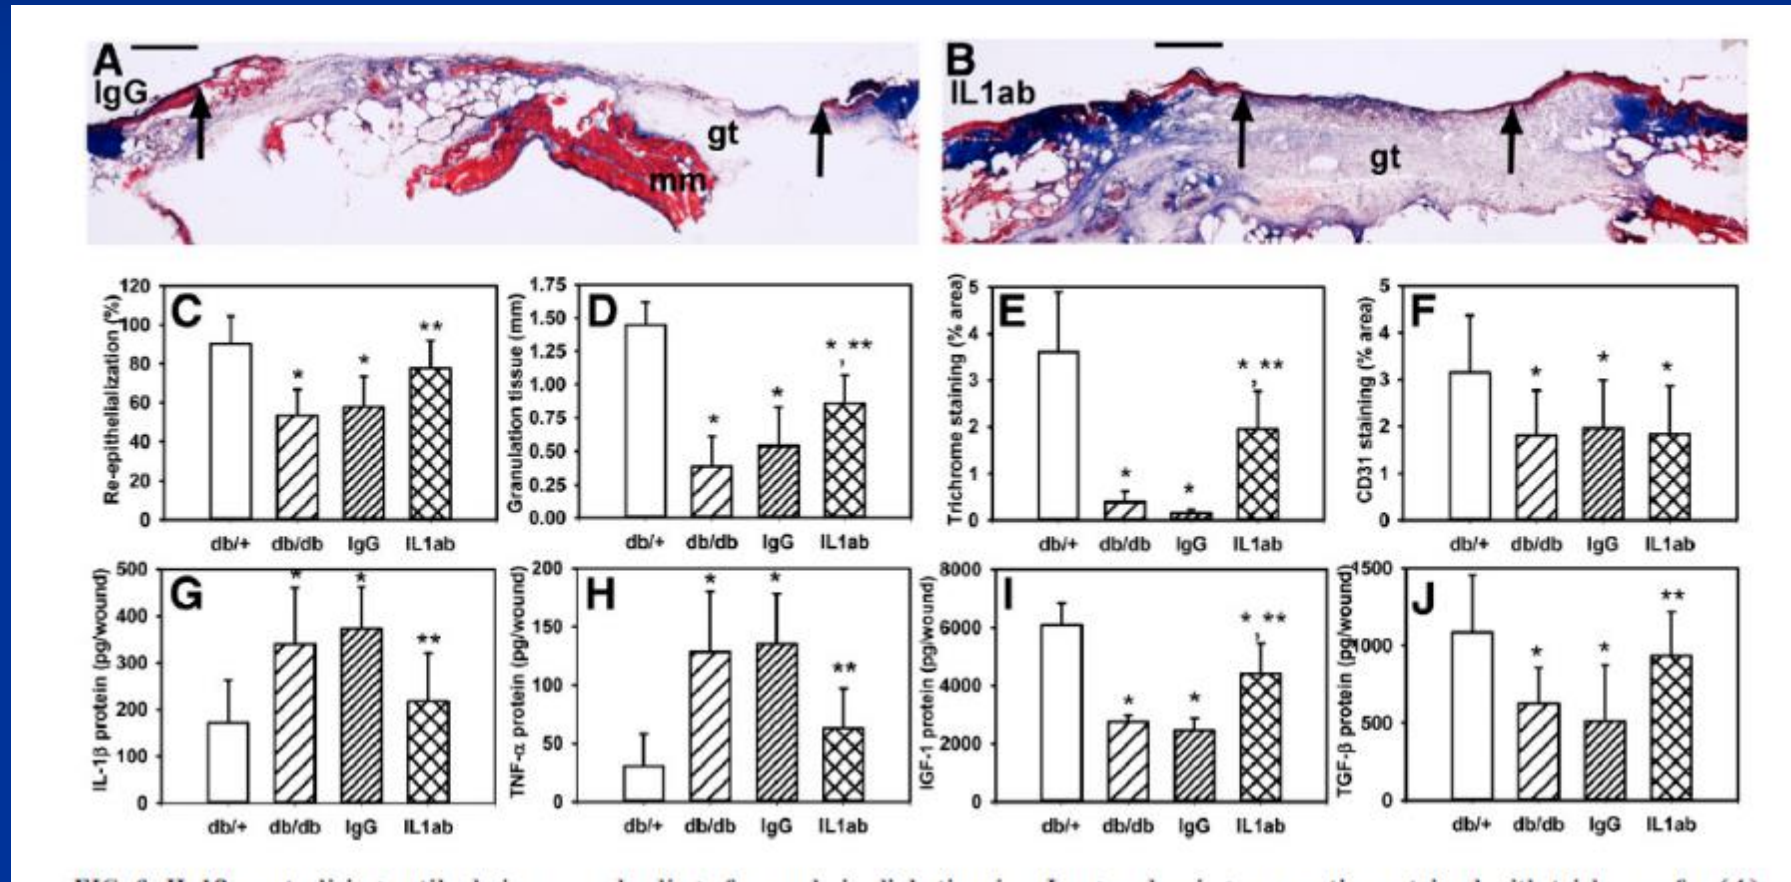 A
IgG
gt
mm
B
IL1ab
gt
C
Re-epithelialization (%)
120
100
80
60
40
20
0
*
*
**
db/+ db/db IgG IL1ab
D
Granulation tissue (mm)
1.75
1.50
1.25
1.00
0.75
0.50
0.25
0.00
*
*
*,**
db/+ db/db IgG IL1ab
E
Trichrome staining (% area)
5
4
3
2
1
0
*
*
*,**
db/+ db/db IgG IL1ab
F
CD31 staining (% area)
5
4
3
2
1
0
*
*
*
db/+ db/db IgG IL1ab
G
IL-1β protein (pg/wound)
500
400
300
200
100
0
*
*
**
db/+ db/db IgG IL1ab
H
TNF-α protein (pg/wound)
200
150
100
50
0
*
*
**
db/+ db/db IgG IL1ab
I
IGF-1 protein (pg/wound)
8000
6000
4000
2000
0
*
*
*,**
db/+ db/db IgG IL1ab
J
TGF-β protein (pg/wound)
1500
1000
500
0
*
*
**
db/+ db/db IgG IL1ab